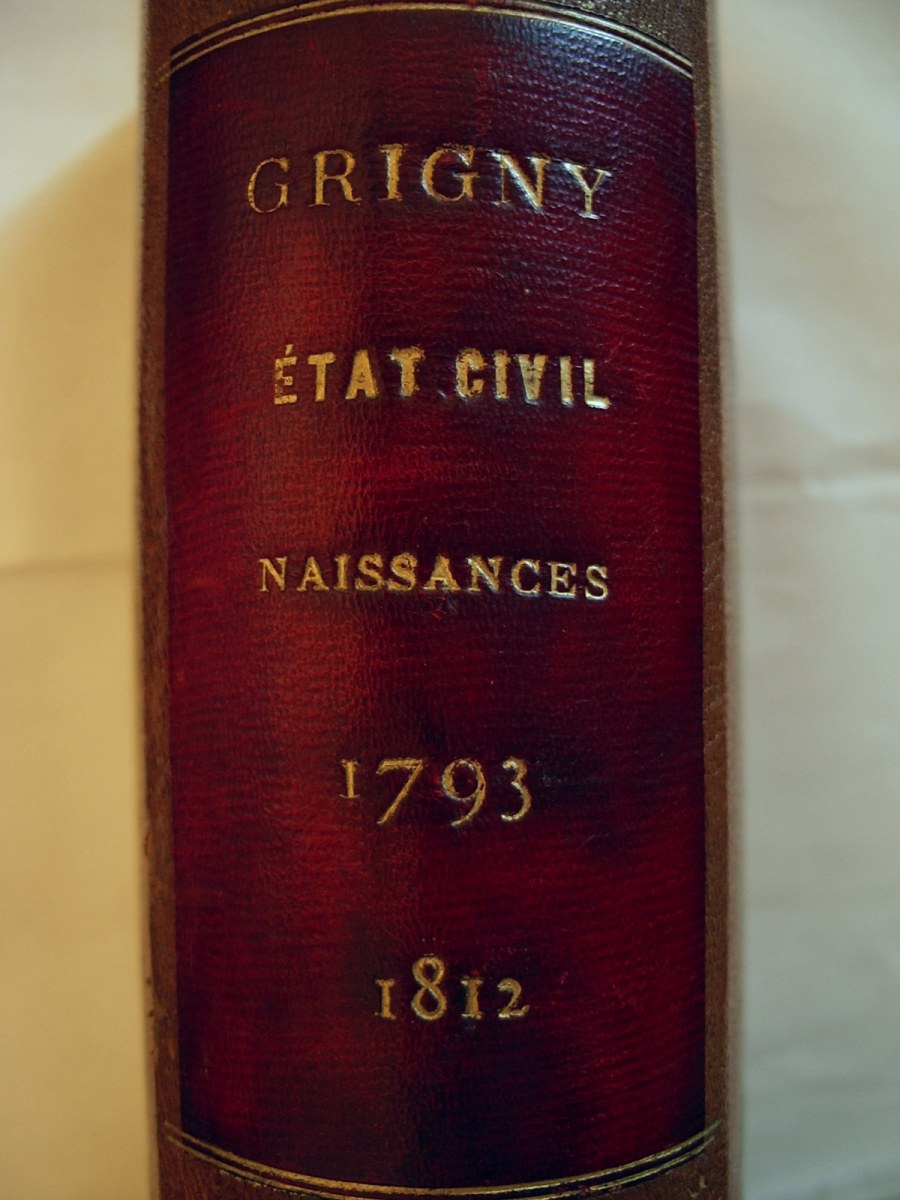 GRIGNY
ÉTAT CIVIL
NAISSANCES
1793
1812